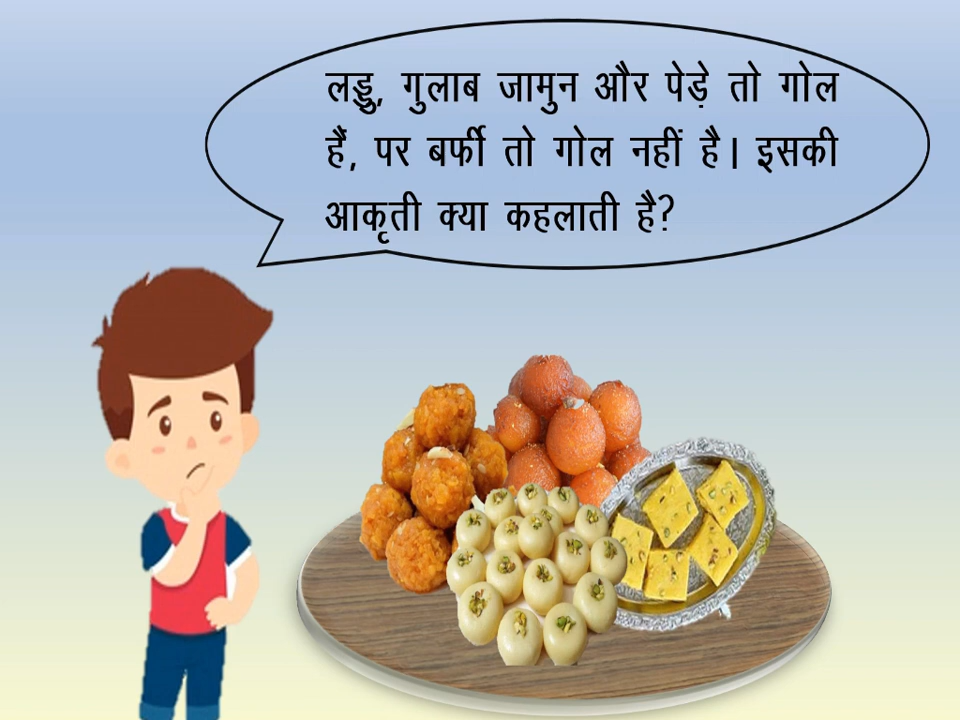 लड्डु, गुलाब जामुन और पेड़े तो गोल
हैं, पर बर्फी तो गोल नहीं है। इसकी
आकृती क्या कहलाती है?